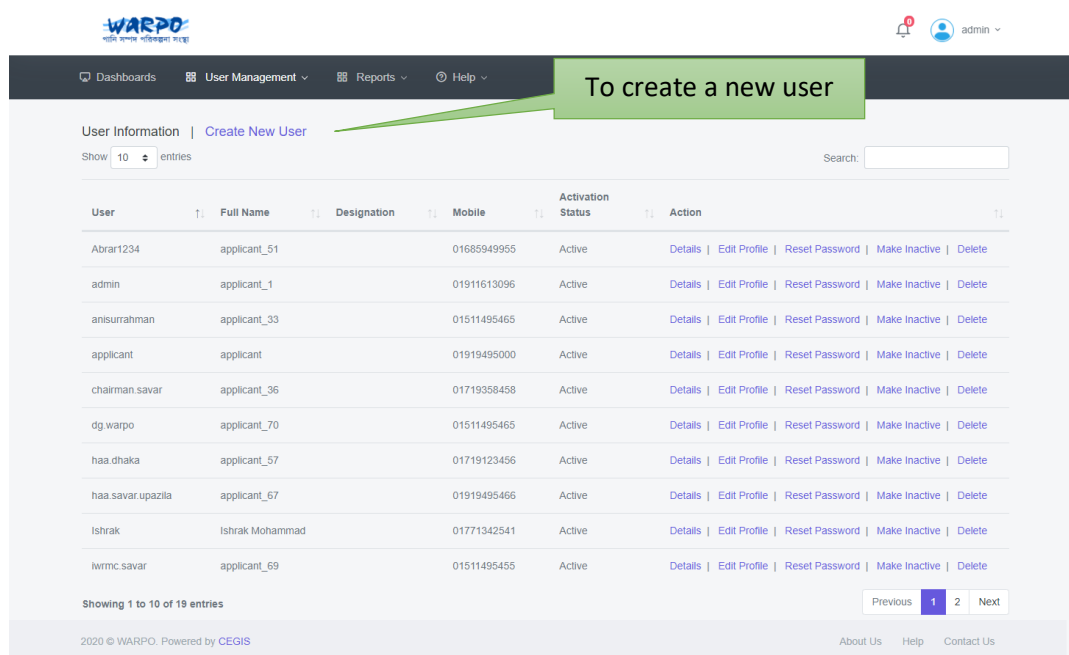 WARPO
পানি সম্পদ পরিকল্পনা সংস্থা
0
admin
Dashboards User Management Reports Help
To create a new user
User Information | Create New User
Show 10 entries
Search:
User Full Name Designation Mobile Activation Status Action
Abrar1234 applicant_51 01685949955 Active Details | Edit Profile | Reset Password | Make Inactive | Delete
admin applicant_1 01911613096 Active Details | Edit Profile | Reset Password | Make Inactive | Delete
anisurrahman applicant_33 01511495465 Active Details | Edit Profile | Reset Password | Make Inactive | Delete
applicant applicant 01919495000 Active Details | Edit Profile | Reset Password | Make Inactive | Delete
chairman.savar applicant_36 01719358458 Active Details | Edit Profile | Reset Password | Make Inactive | Delete
dg.warpo applicant_70 01511495465 Active Details | Edit Profile | Reset Password | Make Inactive | Delete
haa.dhaka applicant_57 01719123456 Active Details | Edit Profile | Reset Password | Make Inactive | Delete
haa.savar.upazila applicant_67 01919495466 Active Details | Edit Profile | Reset Password | Make Inactive | Delete
Ishrak Ishrak Mohammad 01771342541 Active Details | Edit Profile | Reset Password | Make Inactive | Delete
iwrmc.savar applicant_69 01511495455 Active Details | Edit Profile | Reset Password | Make Inactive | Delete
Showing 1 to 10 of 19 entries
Previous 1 2 Next
2020 © WARPO. Powered by CEGIS
About Us Help Contact Us